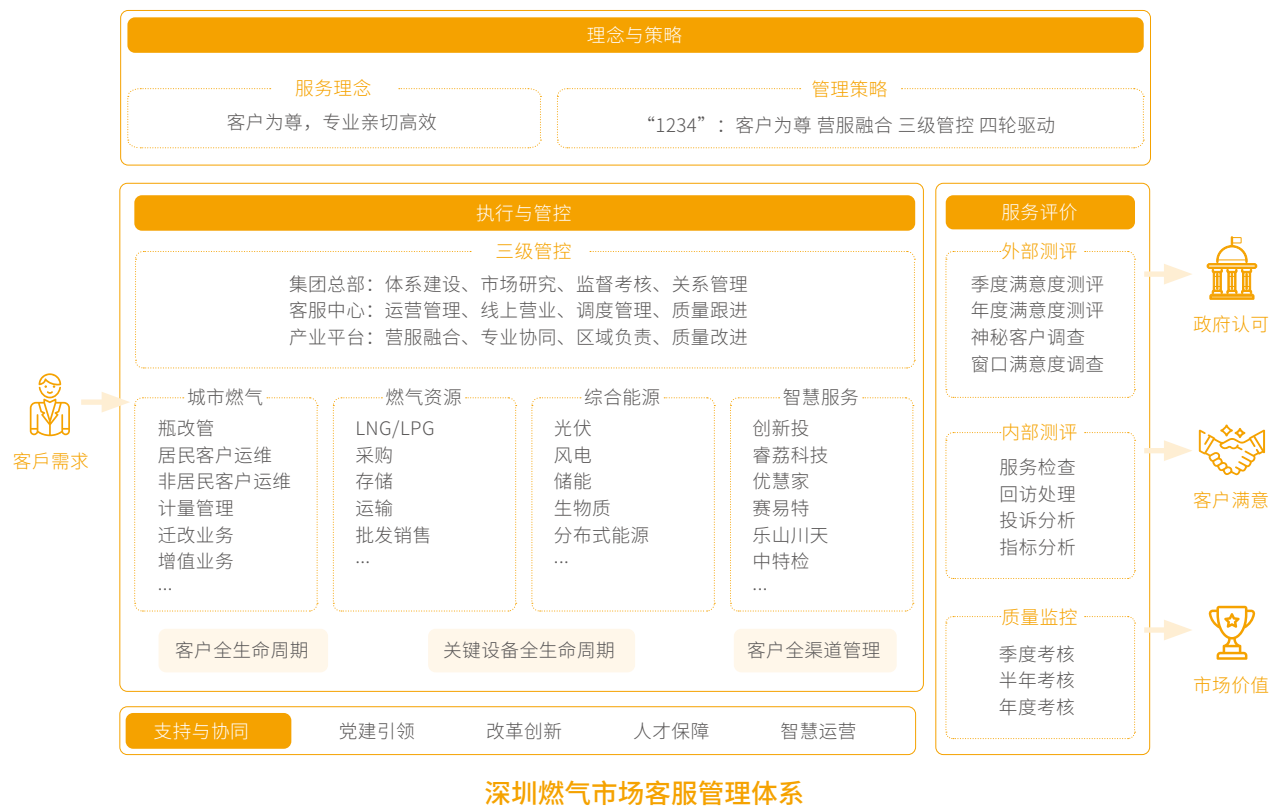 理念与策略
服务理念
客户为尊，专业亲切高效
管理策略
“1234”：客户为尊 营服融合 三级管控 四轮驱动
执行与管控
三级管控
集团总部：体系建设、市场研究、监督考核、关系管理
客服中心：运营管理、线上营业、调度管理、质量跟进
产业平台：营服融合、专业协同、区域负责、质量改进
客戶需求
城市燃气
瓶改管
居民客户运维
非居民客户运维
计量管理
迁改业务
增值业务
...
燃气资源
LNG/LPG
采购
存储
运输
批发销售
...
综合能源
光伏
风电
储能
生物质
分布式能源
...
智慧服务
创新投
睿荔科技
优慧家
赛易特
乐山川天
中特检
...
客户全生命周期
关键设备全生命周期
客户全渠道管理
支持与协同
党建引领
改革创新
人才保障
智慧运营
服务评价
外部测评
季度满意度测评
年度满意度测评
神秘客户调查
窗口满意度调查
内部测评
服务检查
回访处理
投诉分析
指标分析
质量监控
季度考核
半年考核
年度考核
政府认可
客户满意
市场价值
深圳燃气市场客服管理体系